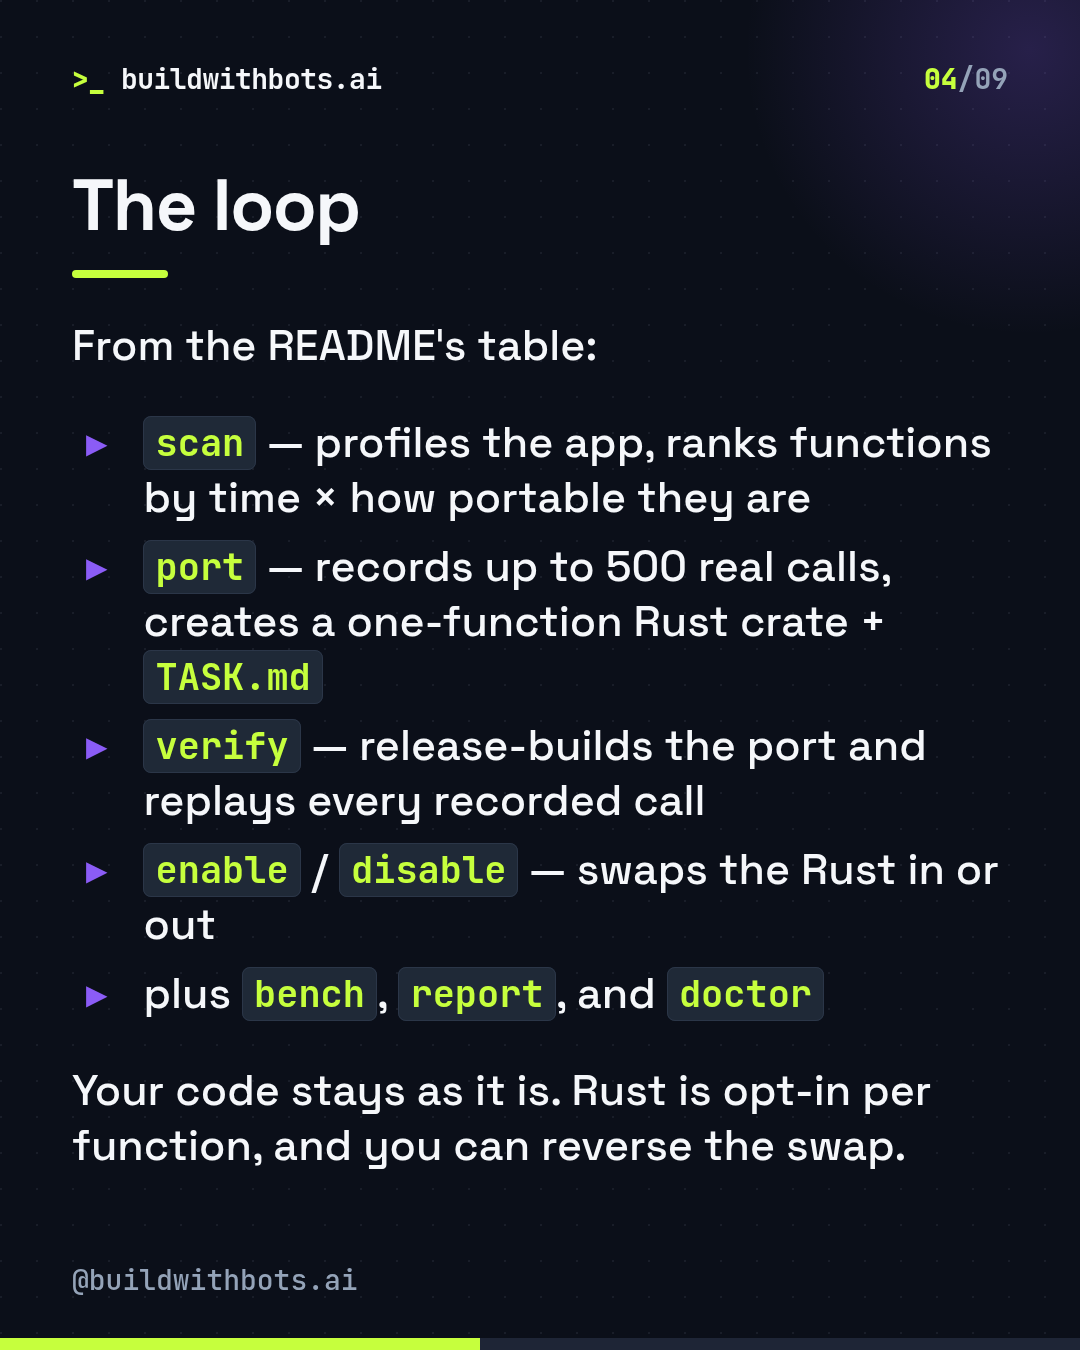 >_ buildwithbots.ai
04/09
The loop
From the README's table:
▶ scan — profiles the app, ranks functions
by time × how portable they are
▶ port — records up to 500 real calls,
creates a one-function Rust crate +
TASK.md
▶ verify — release-builds the port and
replays every recorded call
▶ enable / disable — swaps the Rust in or
out
▶ plus bench, report, and doctor
Your code stays as it is. Rust is opt-in per
function, and you can reverse the swap.
@buildwithbots.ai